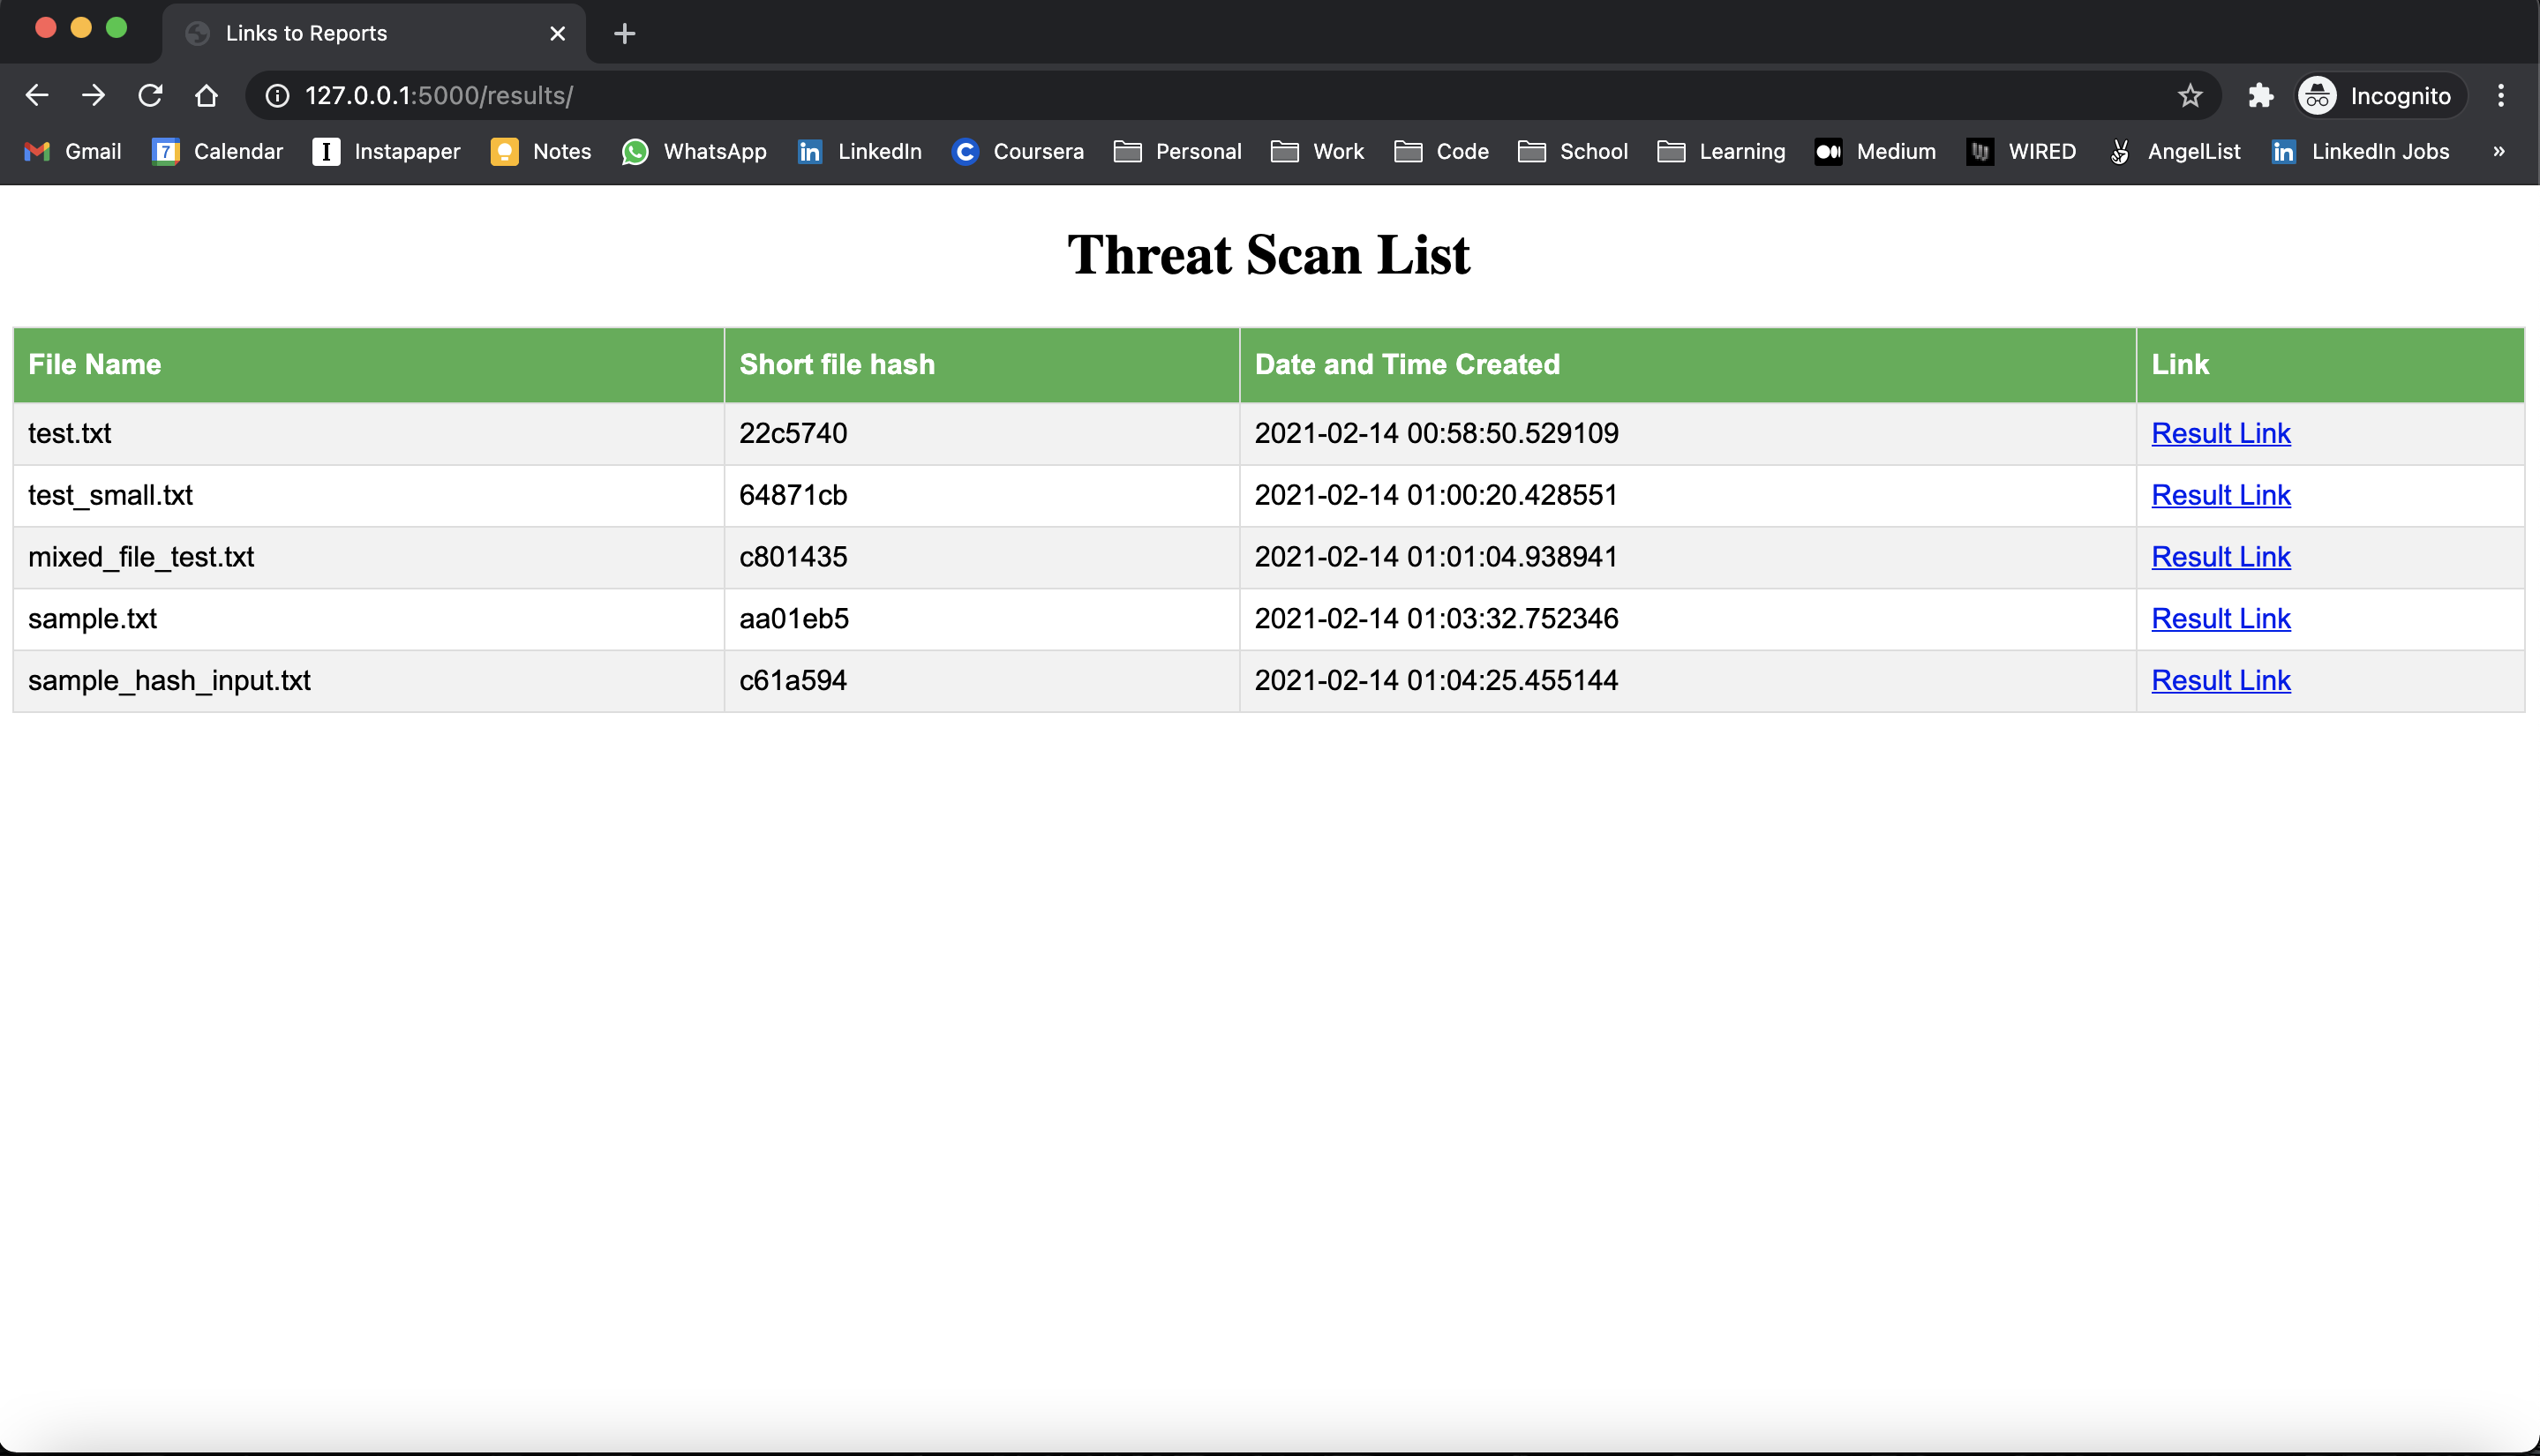 Links to Reports
127.0.0.1:5000/results/
Incognito
Gmail Calendar Instapaper Notes WhatsApp LinkedIn Coursera Personal Work Code School Learning Medium WIRED AngelList LinkedIn Jobs »
Threat Scan List
File Name Short file hash Date and Time Created Link
test.txt 22c5740 2021-02-14 00:58:50.529109 Result Link
test_small.txt 64871cb 2021-02-14 01:00:20.428551 Result Link
mixed_file_test.txt c801435 2021-02-14 01:01:04.938941 Result Link
sample.txt aa01eb5 2021-02-14 01:03:32.752346 Result Link
sample_hash_input.txt c61a594 2021-02-14 01:04:25.455144 Result Link